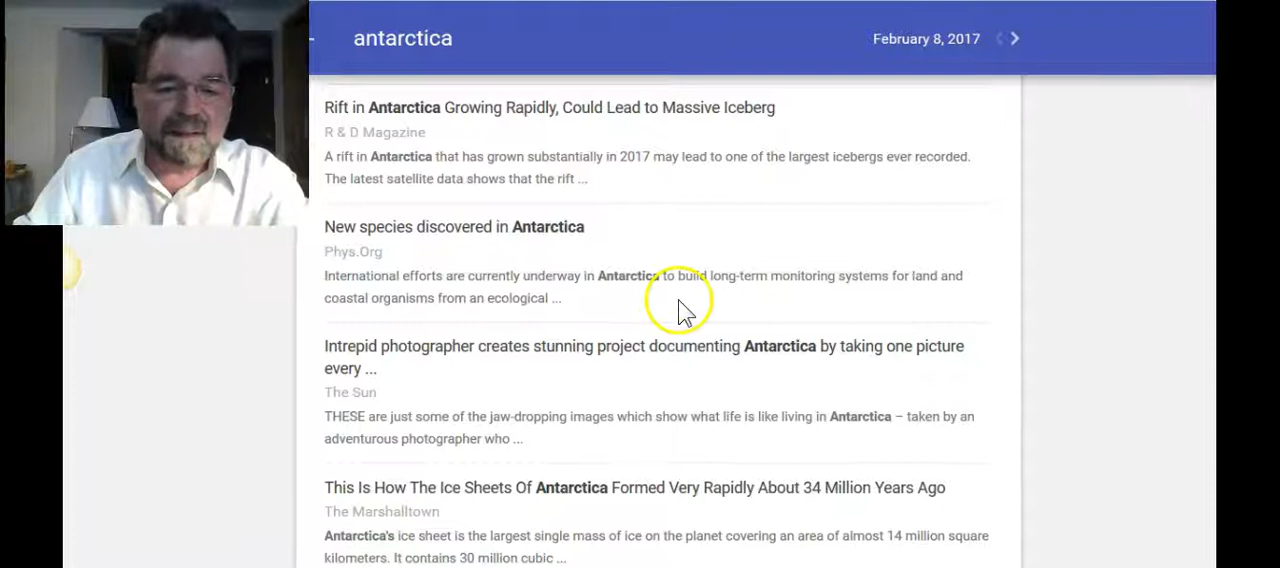 antarctica
February 8, 2017
Rift in Antarctica Growing Rapidly, Could Lead to Massive Iceberg
R & D Magazine
A rift in Antarctica that has grown substantially in 2017 may lead to one of the largest icebergs ever recorded.
The latest satellite data shows that the rift ...
New species discovered in Antarctica
Phys.Org
International efforts are currently underway in Antarctica to build long-term monitoring systems for land and
coastal organisms from an ecological ...
Intrepid photographer creates stunning project documenting Antarctica by taking one picture
every ...
The Sun
THESE are just some of the jaw-dropping images which show what life is like living in Antarctica – taken by an
adventurous photographer who ...
This Is How The Ice Sheets Of Antarctica Formed Very Rapidly About 34 Million Years Ago
The Marshalltown
Antarctica's ice sheet is the largest single mass of ice on the planet covering an area of almost 14 million square
kilometers. It contains 30 million cubic ...